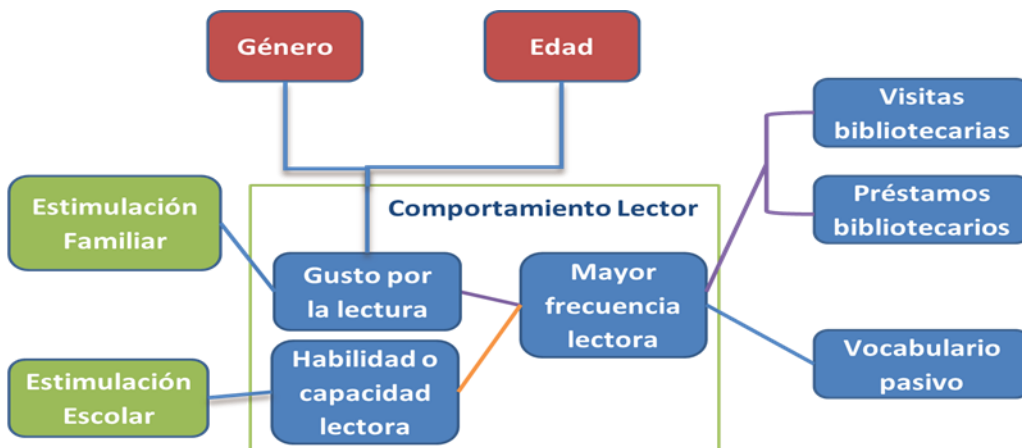 Género
Edad
Visitas
bibliotecarias
Estimulación
Familiar
Comportamiento Lector
Préstamos
bibliotecarios
Gusto por
la lectura
Mayor
frecuencia
lectora
Estimulación
Escolar
Habilidad o
capacidad
lectora
Vocabulario
pasivo